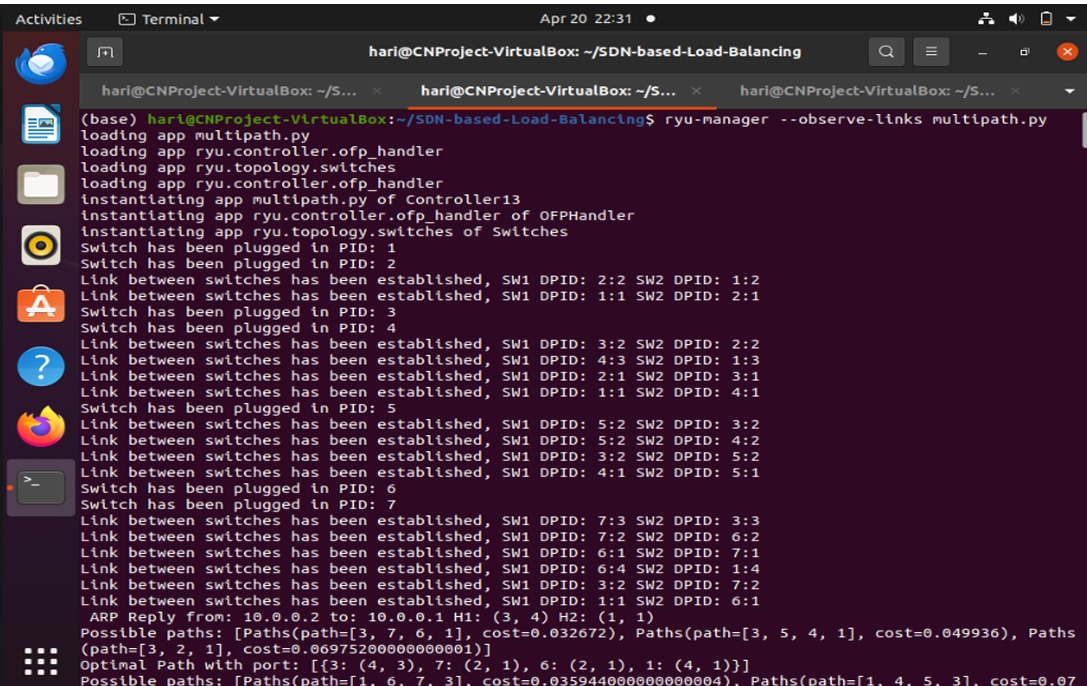 Activities
Terminal
Apr 20 22:31
hari@CNProject-VirtualBox: ~/SDN-based-Load-Balancing
hari@CNProject-VirtualBox: ~/S...
hari@CNProject-VirtualBox: ~/S...
hari@CNProject-VirtualBox: ~/S...
(base) hari@CNProject-VirtualBox:~/SDN-based-Load-Balancing$ ryu-manager --observe-links multipath.py
loading app multipath.py
loading app ryu.controller.ofp_handler
loading app ryu.topology.switches
loading app ryu.controller.ofp_handler
instantiating app multipath.py of Controller13
instantiating app ryu.controller.ofp_handler of OFPHandler
instantiating app ryu.topology.switches of Switches
Switch has been plugged in PID: 1
Switch has been plugged in PID: 2
Link between switches has been established, SW1 DPID: 2:2 SW2 DPID: 1:2
Link between switches has been established, SW1 DPID: 1:1 SW2 DPID: 2:1
Switch has been plugged in PID: 3
Switch has been plugged in PID: 4
Link between switches has been established, SW1 DPID: 3:2 SW2 DPID: 2:2
Link between switches has been established, SW1 DPID: 4:3 SW2 DPID: 1:3
Link between switches has been established, SW1 DPID: 2:1 SW2 DPID: 3:1
Link between switches has been established, SW1 DPID: 1:1 SW2 DPID: 4:1
Switch has been plugged in PID: 5
Link between switches has been established, SW1 DPID: 5:2 SW2 DPID: 3:2
Link between switches has been established, SW1 DPID: 5:2 SW2 DPID: 4:2
Link between switches has been established, SW1 DPID: 3:2 SW2 DPID: 5:2
Link between switches has been established, SW1 DPID: 4:1 SW2 DPID: 5:1
Switch has been plugged in PID: 6
Switch has been plugged in PID: 7
Link between switches has been established, SW1 DPID: 7:3 SW2 DPID: 3:3
Link between switches has been established, SW1 DPID: 7:2 SW2 DPID: 6:2
Link between switches has been established, SW1 DPID: 6:1 SW2 DPID: 7:1
Link between switches has been established, SW1 DPID: 6:4 SW2 DPID: 1:4
Link between switches has been established, SW1 DPID: 3:2 SW2 DPID: 7:2
Link between switches has been established, SW1 DPID: 1:1 SW2 DPID: 6:1
ARP Reply from: 10.0.0.2 to: 10.0.0.1 H1: (3, 4) H2: (1, 1)
Possible paths: [Paths(path=[3, 7, 6, 1], cost=0.032672), Paths(path=[3, 5, 4, 1], cost=0.049936), Paths
(path=[3, 2, 1], cost=0.06975200000000001)]
Optimal Path with port: [{3: (4, 3), 7: (2, 1), 6: (2, 1), 1: (4, 1)}]
Possible paths: [Paths(path=[1, 6, 7, 3], cost=0.035944000000000004), Paths(path=[1, 4, 5, 3], cost=0.07